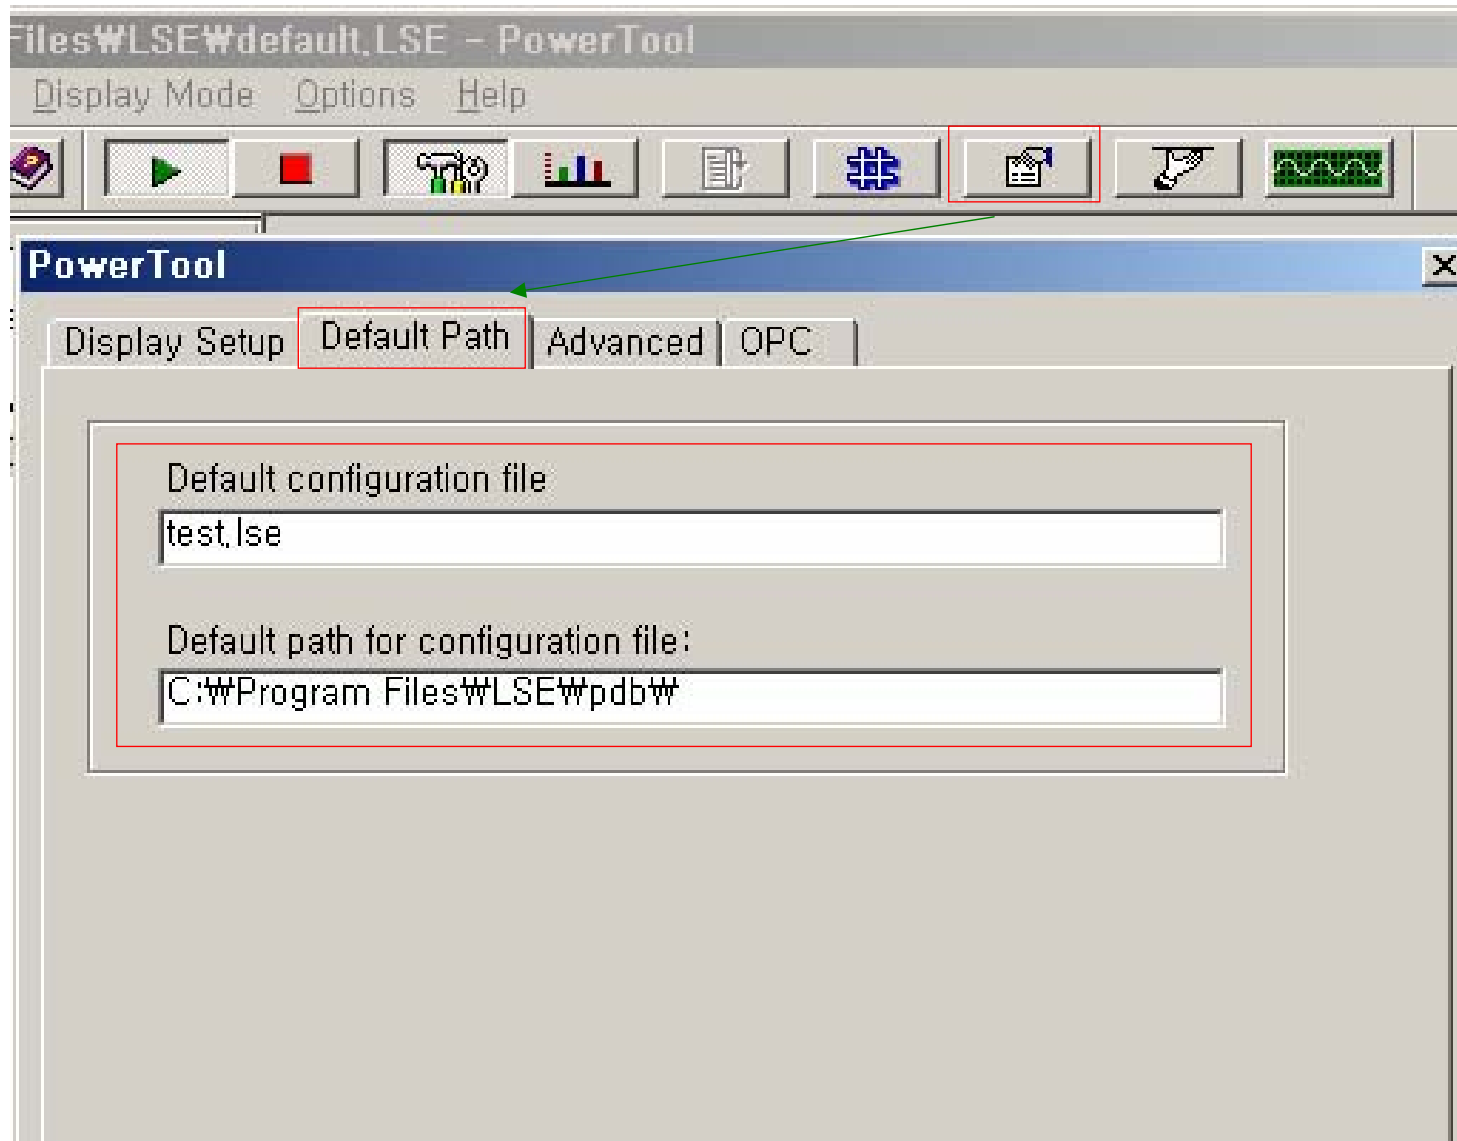 Files₩LSE₩default.LSE - PowerTool
Display Mode Options Help
PowerTool
Display Setup Default Path Advanced OPC
Default configuration file
test.lse
Default path for configuration file:
C:₩Program Files₩LSE₩pdb₩